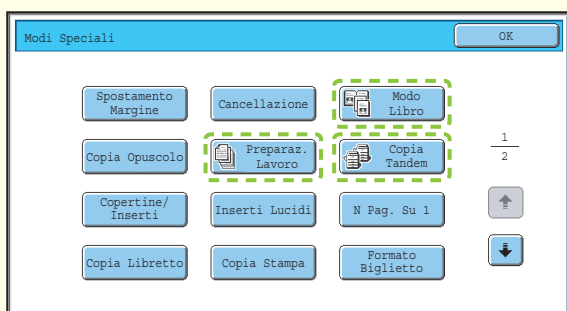 Modi Speciali
OK
Spostamento
Margine
Cancellazione
Modo
Libro
Copia Opuscolo
Preparaz.
Lavoro
Copia
Tandem
1
2
Copertine/
Inserti
Inserti Lucidi
N Pag. Su 1
Copia Libretto
Copia Stampa
Formato
Biglietto